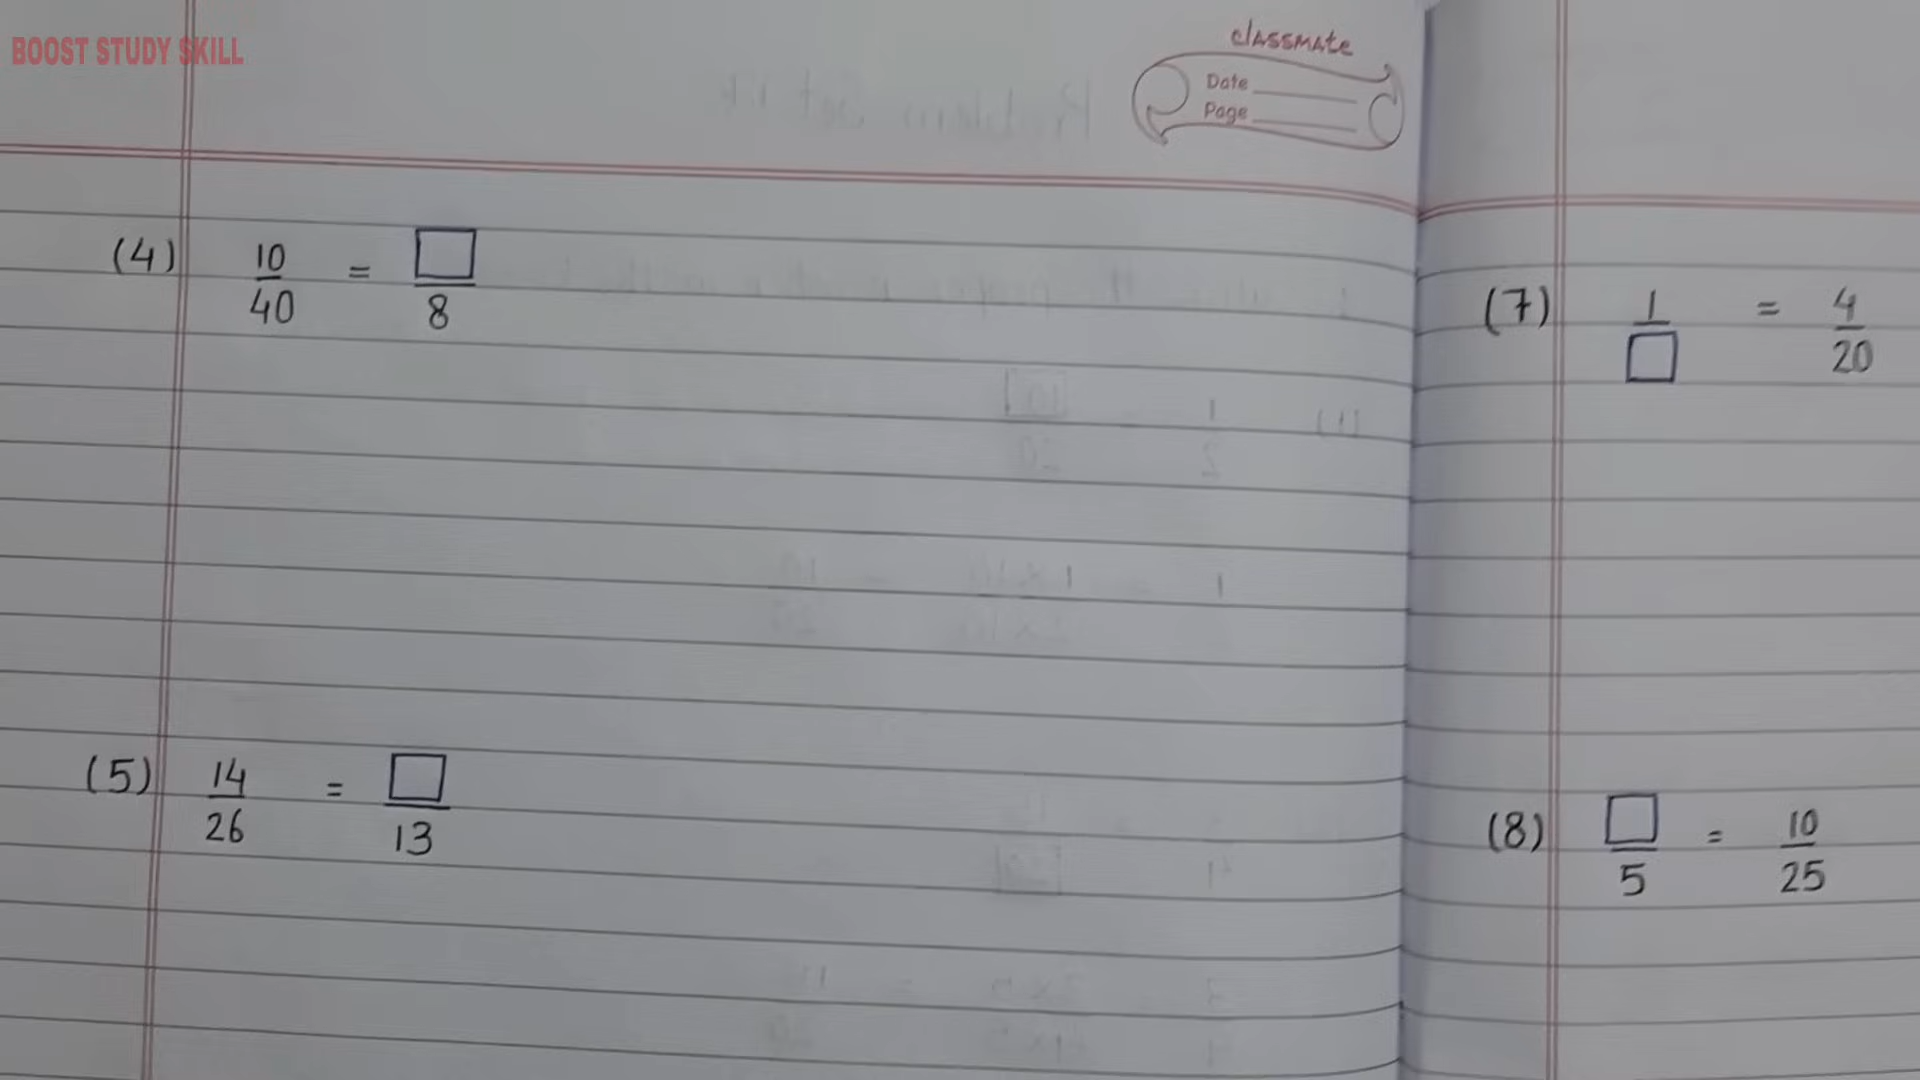 BOOST STUDY SKILL
classmate
Date
Page
(4) 10/40 = □/8
(5) 14/26 = □/13
(7) 1/□ = 4/20
(8) □/5 = 10/25